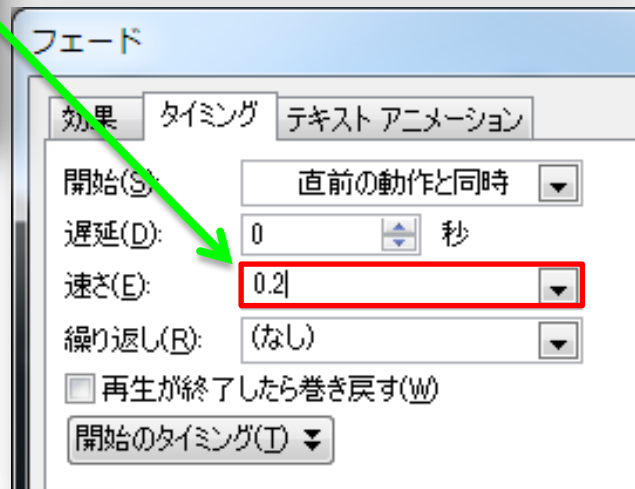 フェード
効果 タイミング テキスト アニメーション
開始(S): 直前の動作と同時
遅延(D): 0 秒
速さ(E): 0.2
繰り返し(R): (なし)
再生が終了したら巻き戻す(W)
開始のタイミング(T)